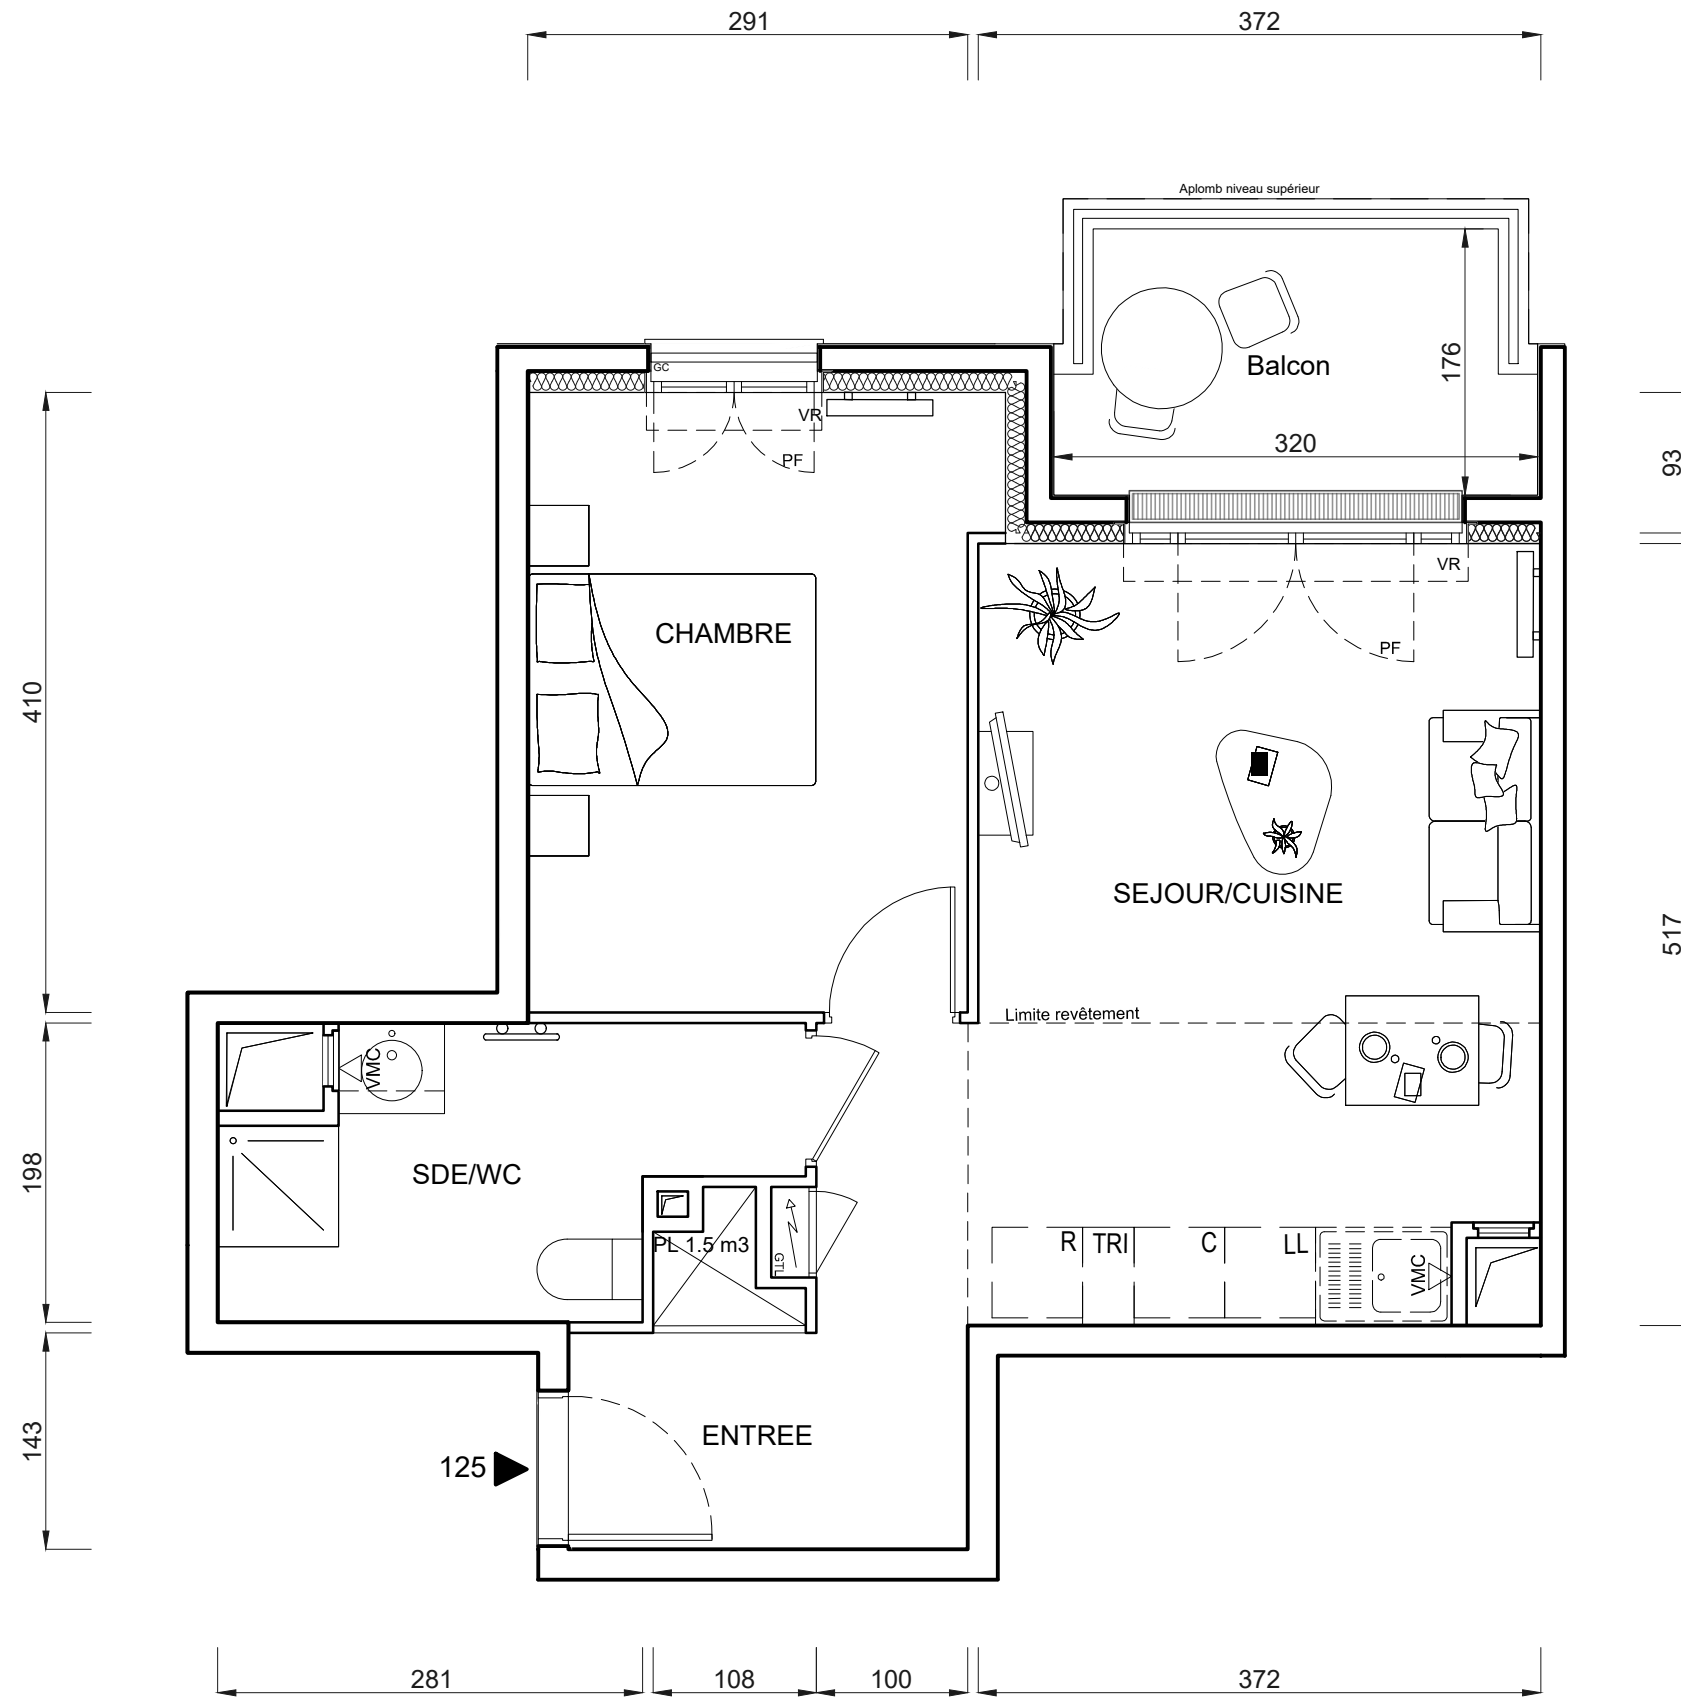 291
372
Aplomb niveau supérieur
176
Balcon
320
93
GC
VR
PF
VR
PF
CHAMBRE
410
SEJOUR/CUISINE
517
Limite revêtement
VMC
198
SDE/WC
PL 1.5 m3
GTL
R
TRI
C
LL
VMC
143
ENTREE
125
281
108
100
372